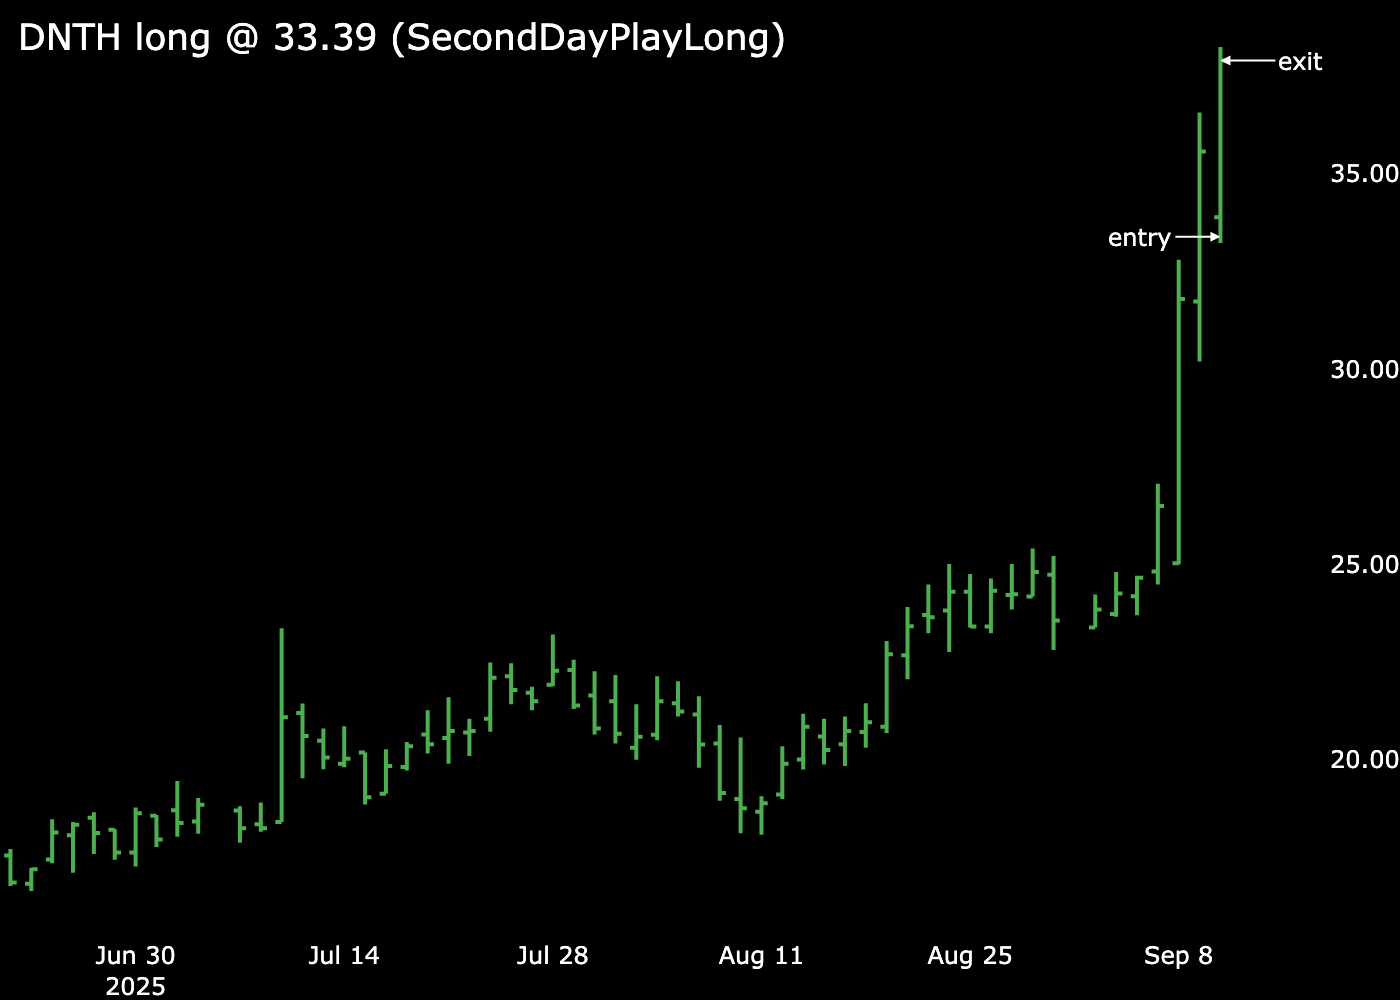 DNTH long @ 33.39 (SecondDayPlayLong)
exit
35.00
entry
30.00
25.00
20.00
Jun 30 Jul 14 Jul 28 Aug 11 Aug 25 Sep 8
2025